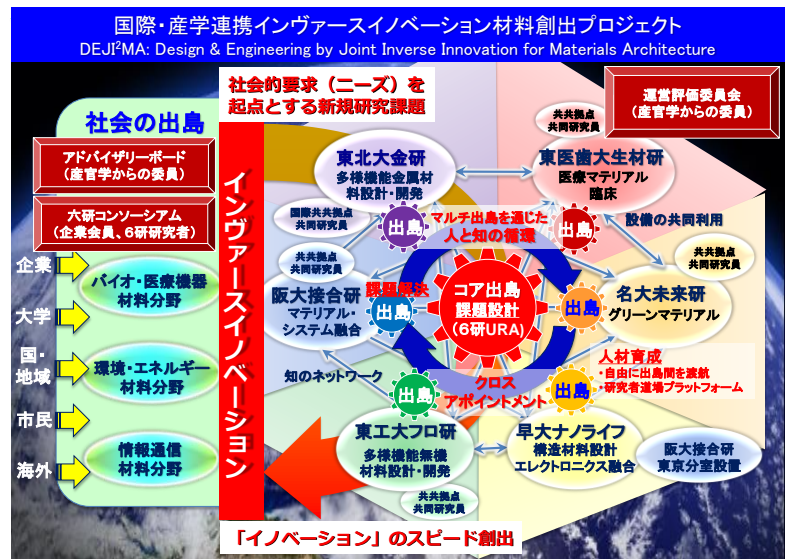 国際・産学連携インヴァースイノベーション材料創出プロジェクト
DEJI²MA: Design & Engineering by Joint Inverse Innovation for Materials Architecture
社会的要求（ニーズ）を
起点とする新規研究課題
運営評価委員会
（産官学からの委員）
社会の出島
アドバイザリーボード
（産官学からの委員）
六研コンソーシアム
（企業会員、6研研究者）
企業
大学
国・
地域
市民
海外
バイオ・医療機器
材料分野
環境・エネルギー
材料分野
情報通信
材料分野
インヴァースイノベーション
東北大金研
多様機能金属材
料設計・開発
国際共共拠点
共同研究員
出島
共共拠点
共同研究員
東医歯大生材研
医療マテリアル
臨床
出島
設備の共同利用
マルチ出島を通じた
人と知の循環
共共拠点
共同研究員
阪大接合研
マテリアル・
システム融合
課題解決
出島
コア出島
課題設計
（6研URA）
共共拠点
共同研究員
名大未来研
グリーンマテリアル
出島
知のネットワーク
人材育成
・自由に出島間を渡航
・研究者道場プラットフォーム
クロス
アポイントメント
出島
東工大フロ研
多様機能無機
材料設計・開発
共共拠点
共同研究員
出島
早大ナノライフ
構造材料設計
エレクトロニクス融合
阪大接合研
東京分室設置
「イノベーション」のスピード創出